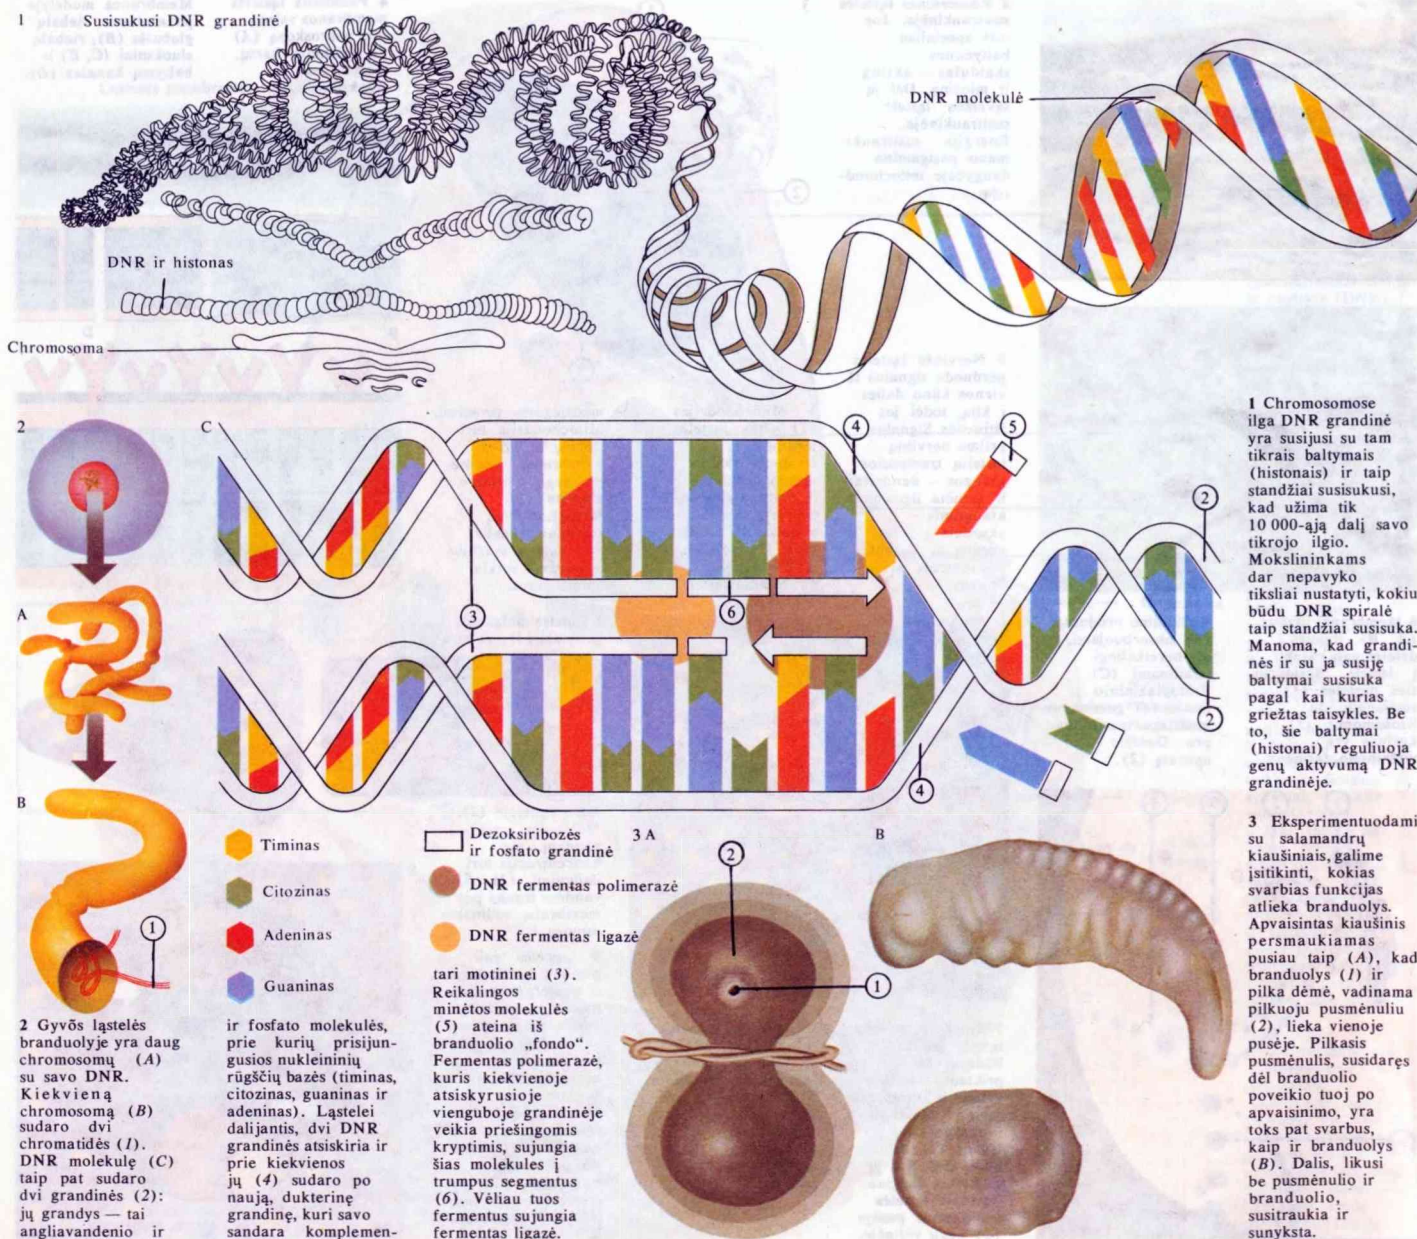 1
Susisukusi DNR grandinė
DNR molekulė
DNR ir histonas
Chromosoma
2
C
4
5
2
A
3
6
2
B
4
1
Timinas
Citozinas
Adeninas
Guaninas
Dezoksiribozės
ir fosfato grandinė
DNR fermentas polimerazė
DNR fermentas ligazė
3 A
B
2
1
1 Chromosomose
ilga DNR grandinė
yra susijusi su tam
tikrais baltymais
(histonais) ir taip
standžiai susisukusi,
kad užima tik
10 000-ąją dalį savo
tikrojo ilgio.
Mokslininkams
dar nepavyko
tiksliai nustatyti, kokiu
būdu DNR spiralė
taip standžiai susisuka.
Manoma, kad grandi-
nės ir su ja susiję
baltymai susisuka
pagal kai kurias
griežtas taisykles. Be
to, šie baltymai
(histonai) reguliuoja
genų aktyvumą DNR
grandinėje.
2 Gyvõs ląstelės
branduolyje yra daug
chromosomų (A)
su savo DNR.
Kiekvieną
chromosomą (B)
sudaro dvi
chromatidės (1).
DNR molekulę (C)
taip pat sudaro
dvi grandinės (2):
jų grandys — tai
angliavandenio ir
ir fosfato molekulės,
prie kurių prisijun-
gusios nukleininių
rūgščių bazės (timinas,
citozinas, guaninas ir
adeninas). Ląstelei
dalijantis, dvi DNR
grandinės atsiskiria ir
prie kiekvienos
jų (4) sudaro po
naują, dukterinę
grandinę, kuri savo
sandara komplemen-
tari motininei (3).
Reikalingos
minėtos molekulės
(5) ateina iš
branduolio „fondo“.
Fermentas polimerazė,
kuris kiekvienoje
atsiskyrusioje
vienguboje grandinėje
veikia priešingomis
kryptimis, sujungia
šias molekules į
trumpus segmentus
(6). Vėliau tuos
fermentus sujungia
fermentas ligazė.
3 Eksperimentuodami
su salamandrų
kiaušiniais, galime
įsitikinti, kokias
svarbias funkcijas
atlieka branduolys.
Apvaisintas kiaušinis
persmaukiamas
pusiau taip (A), kad
branduolys (1) ir
pilka dėmė, vadinama
pilkuoju pusmėnuliu
(2), lieka vienoje
pusėje. Pilkasis
pusmėnulis, susidaręs
dėl branduolio
poveikio tuoj po
apvaisinimo, yra
toks pat svarbus,
kaip ir branduolys
(B). Dalis, likusi
be pusmėnulio ir
branduolio,
susitraukia ir
sunyksta.